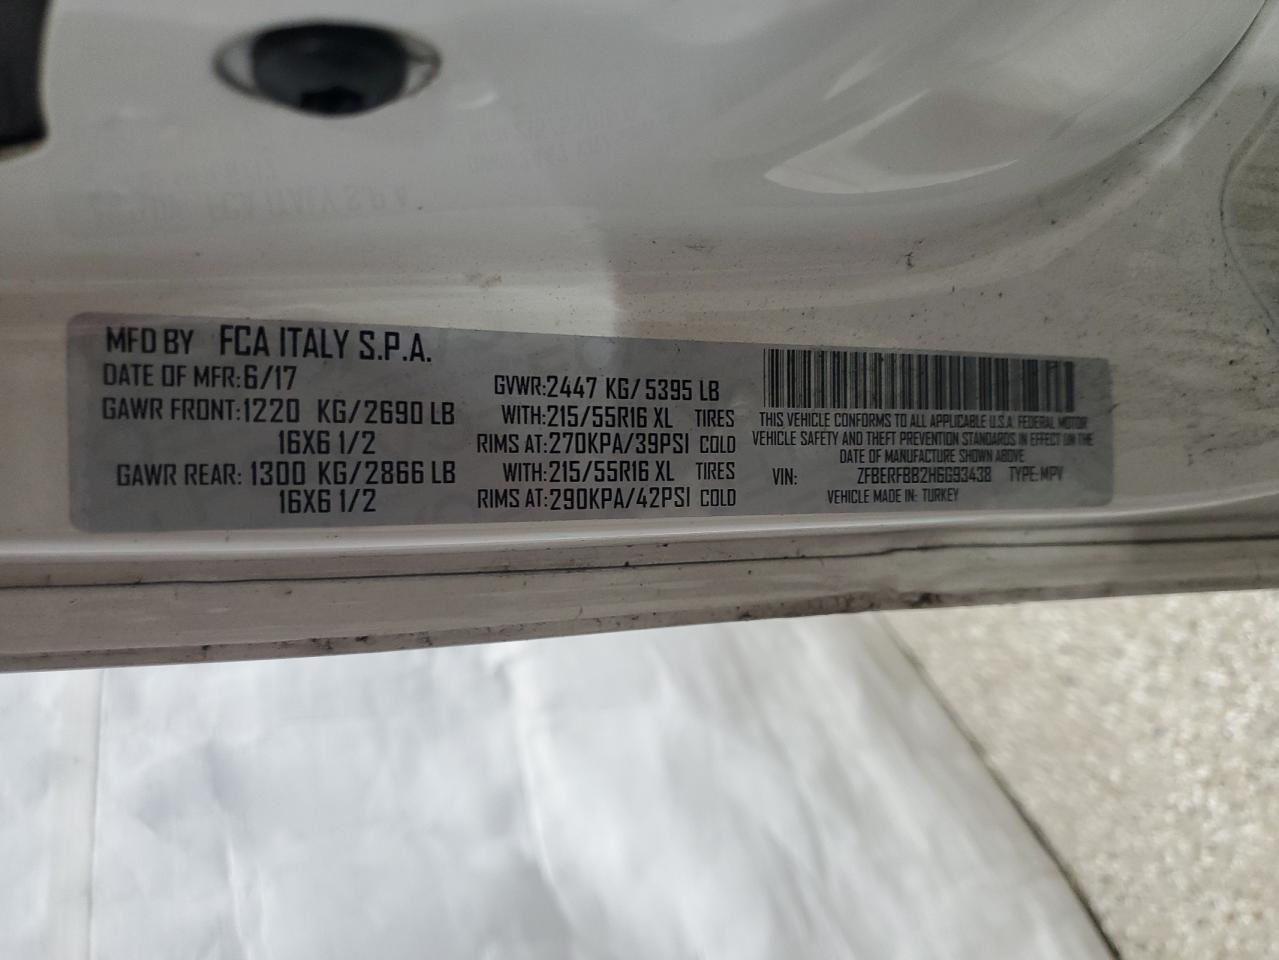 MFD BY FCA ITALY S.P.A.
DATE OF MFR:6/17
GAWR FRONT:1220 KG/2690 LB
16X6 1/2
GAWR REAR:1300 KG/2866 LB
16X6 1/2
GVWR:2447 KG/5395 LB
WITH:215/55R16 XL TIRES
RIMS AT:270KPA/39PSI COLD
WITH:215/55R16 XL TIRES
RIMS AT:290KPA/42PSI COLD
THIS VEHICLE CONFORMS TO ALL APPLICABLE U.S.A. FEDERAL MOTOR
VEHICLE SAFETY AND THEFT PREVENTION STANDARDS IN EFFECT ON THE
DATE OF MANUFACTURE SHOWN ABOVE
VIN: ZFBERFBB2H6G93438 TYPE:MPV
VEHICLE MADE IN: TURKEY